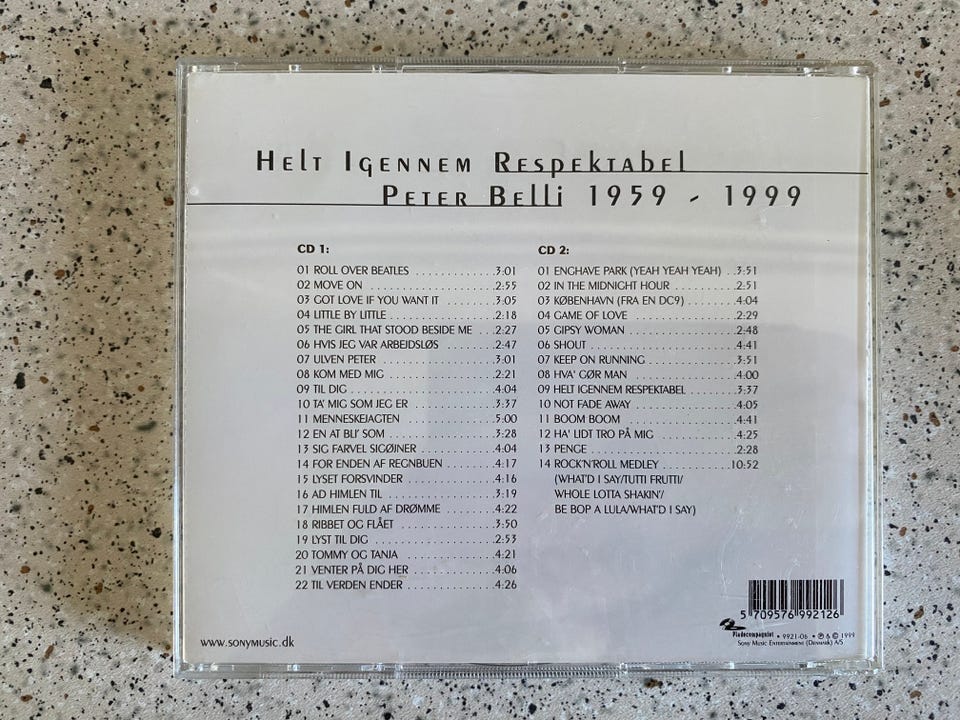 Helt Igennem Respektabel
Peter Belli 1959 - 1999
CD 1:
01 ROLL OVER BEATLES ............3:01
02 MOVE ON ....................2:55
03 GOT LOVE IF YOU WANT IT .......3:05
04 LITTLE BY LITTLE ................2:18
05 THE GIRL THAT STOOD BESIDE ME ...2:27
06 HVIS JEG VAR ARBEJDSLØS ........2:47
07 ULVEN PETER .................3:01
08 KOM MED MIG ................2:21
09 TIL DIG ......................4:04
10 TA' MIG SOM JEG ER ............3:37
11 MENNESKEJAGTEN ..............5:00
12 EN AT BLI' SOM ................3:28
13 SIG FARVEL SIGØJNER ............4:04
14 FOR ENDEN AF REGNBUEN ........4:17
15 LYSET FORSVINDER ..............4:16
16 AD HIMLEN TIL ................3:19
17 HIMLEN FULD AF DRØMME ........4:22
18 RIBBET OG FLÅET ...............3:50
19 LYST TIL DIG ..................2:53
20 TOMMY OG TANJA .............4:21
21 VENTER PÅ DIG HER ............4:06
22 TIL VERDEN ENDER .............4:26
CD 2:
01 ENGHAVE PARK (YEAH YEAH YEAH) ..3:51
02 IN THE MIDNIGHT HOUR ..........2:51
03 KØBENHAVN (FRA EN DC9) ........4:04
04 GAME OF LOVE ................2:29
05 GIPSY WOMAN ................2:48
06 SHOUT ......................4:41
07 KEEP ON RUNNING .............3:51
08 HVA' GØR MAN ...............4:00
09 HELT IGENNEM RESPEKTABEL .......3:37
10 NOT FADE AWAY ...............4:05
11 BOOM BOOM ................4:41
12 HA' LIDT TRO PÅ MIG ............4:25
13 PENGE ......................2:28
14 ROCK'N'ROLL MEDLEY ..........10:52
(WHAT'D I SAY/TUTTI FRUTTI/
WHOLE LOTTA SHAKIN'/
BE BOP A LULA/WHAT'D I SAY)
5 709576 992126
Pladecompagniet • 9921-06 • ℗ & © 1999
Sony Music Entertainment (Denmark) A/S
www.sonymusic.dk